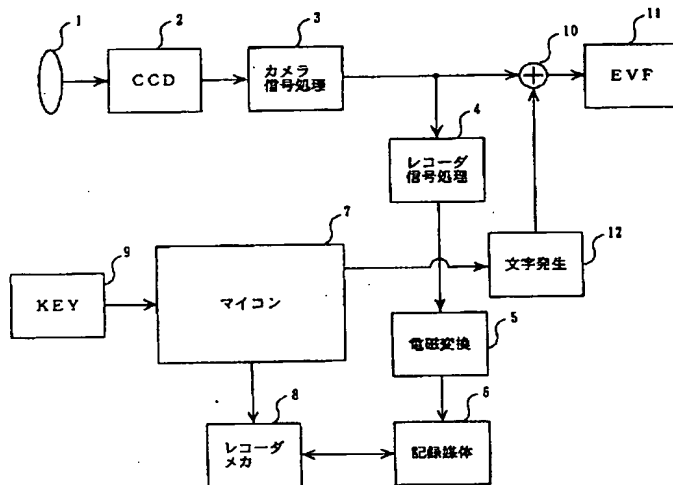 1
2
3
10
11
CCD
カメラ
信号処理
EVF
4
レコーダ
信号処理
7
9
12
KEY
マイコン
文字発生
5
電磁変換
8
6
レコーダ
メカ
記録媒体